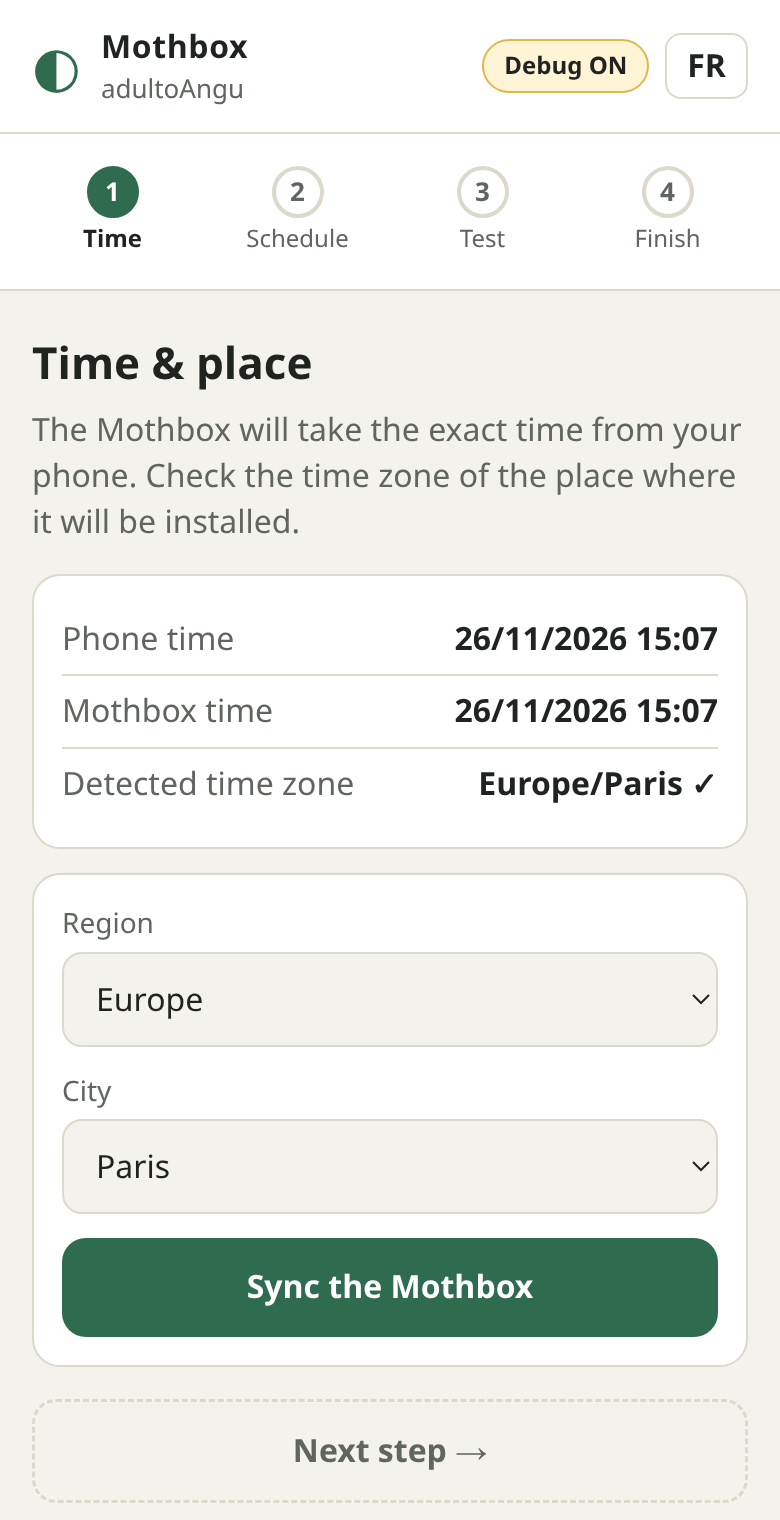 Mothbox
adultoAngu
Debug ON
FR
1
Time
2
Schedule
3
Test
4
Finish
Time & place
The Mothbox will take the exact time from your
phone. Check the time zone of the place where
it will be installed.
Phone time 26/11/2026 15:07
Mothbox time 26/11/2026 15:07
Detected time zone Europe/Paris ✓
Region
Europe
City
Paris
Sync the Mothbox
Next step →